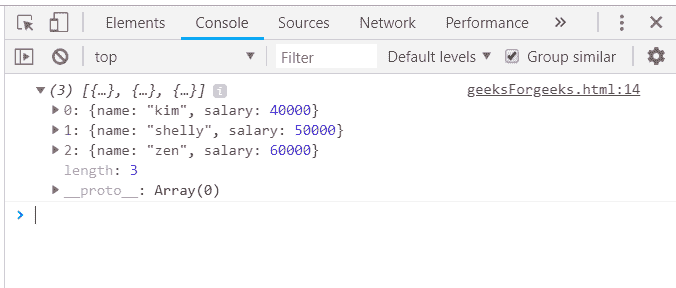 Elements Console Sources Network Performance »
top Filter Default levels Group similar
(3) [{…}, {…}, {…}] i geeksForgeeks.html:14
0: {name: "kim", salary: 40000}
1: {name: "shelly", salary: 50000}
2: {name: "zen", salary: 60000}
length: 3
__proto__: Array(0)